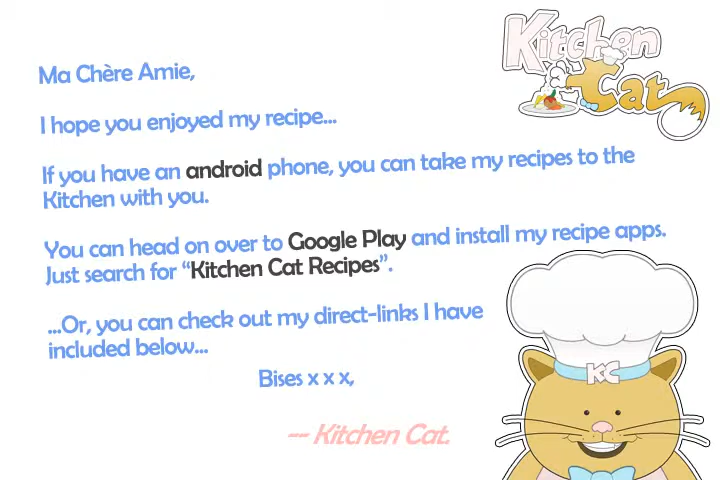 Kitchen
Cat
Ma Chère Amie,
I hope you enjoyed my recipe...
If you have an android phone, you can take my recipes to the
Kitchen with you.
You can head on over to Google Play and install my recipe apps.
Just search for “Kitchen Cat Recipes”.
...Or, you can check out my direct-links I have
included below...
Bises x x x,
-- Kitchen Cat.
KC